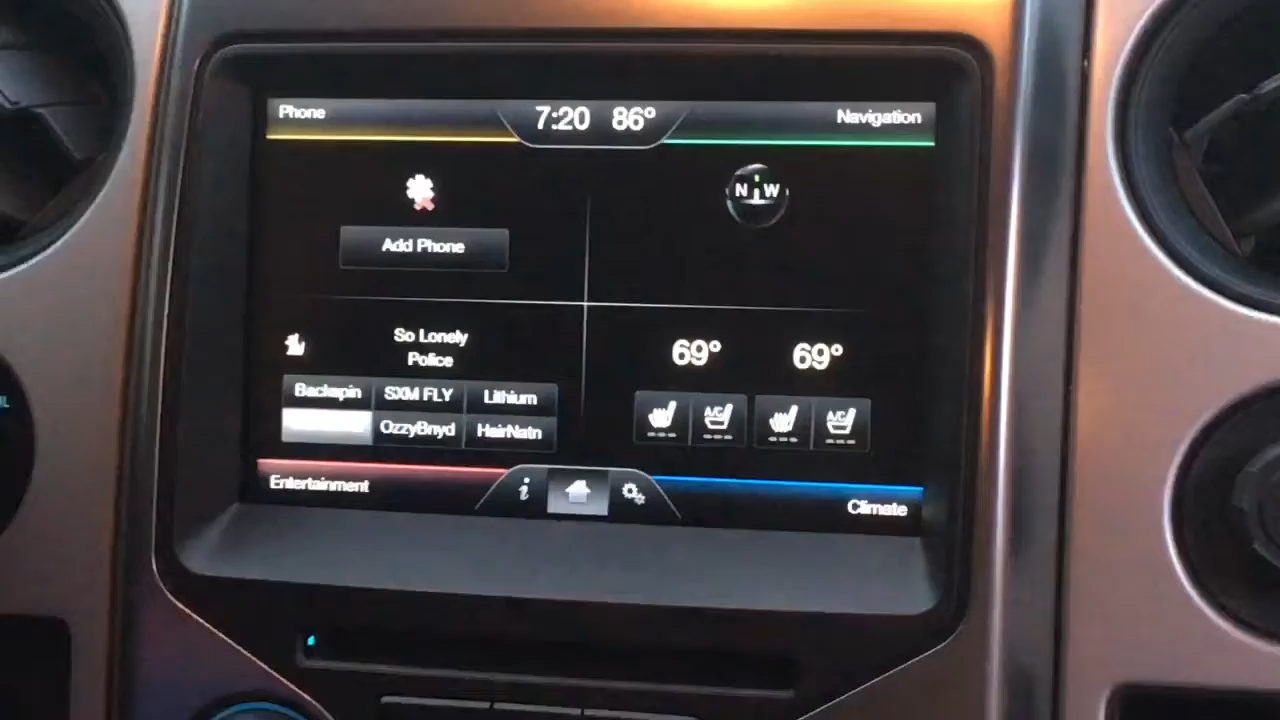 Phone
7:20 86°
Navigation
N W
Add Phone
So Lonely
Police
69° 69°
Backspin SXM FLY Lithium
OzzyBnyd HairNatn
A/C A/C
Entertainment
i
Climate